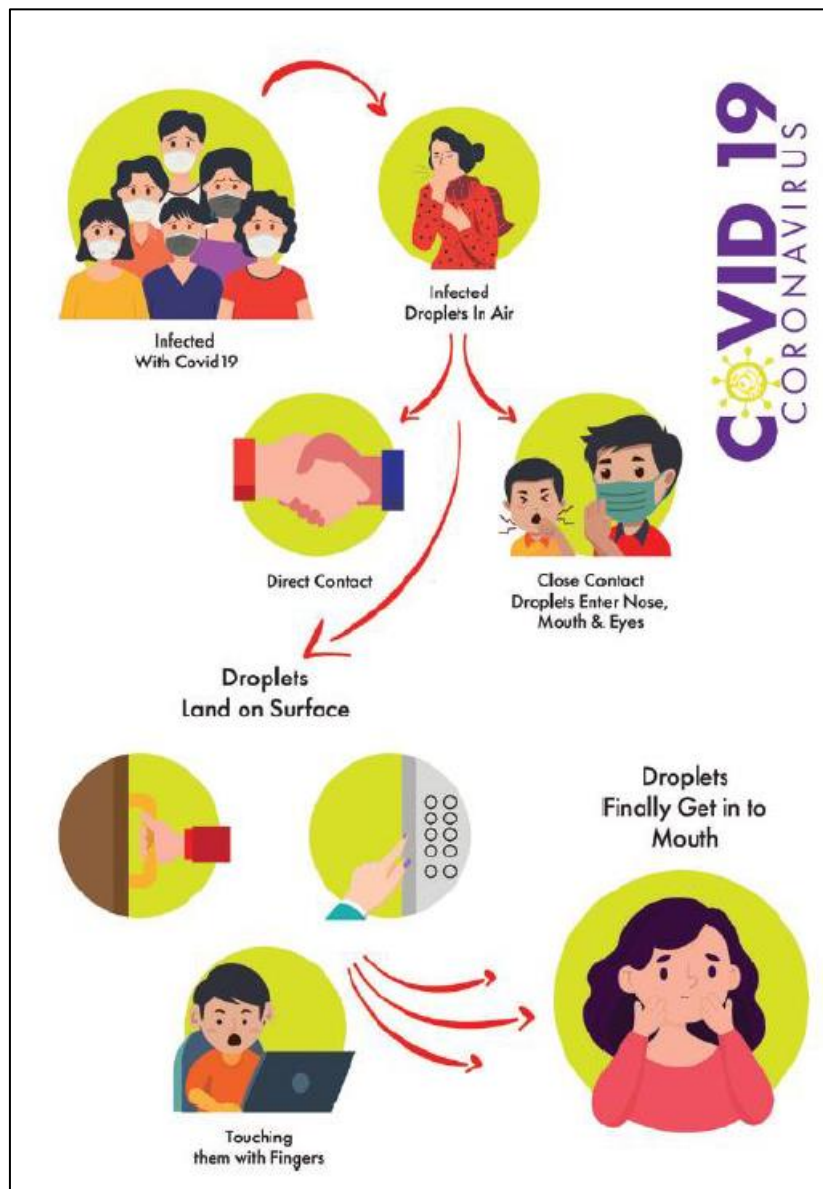 COVID 19
CORONAVIRUS
Infected
With Covid19
Infected
Droplets In Air
Direct Contact
Close Contact
Droplets Enter Nose,
Mouth & Eyes
Droplets
Land on Surface
Droplets
Finally Get in to
Mouth
Touching
them with Fingers